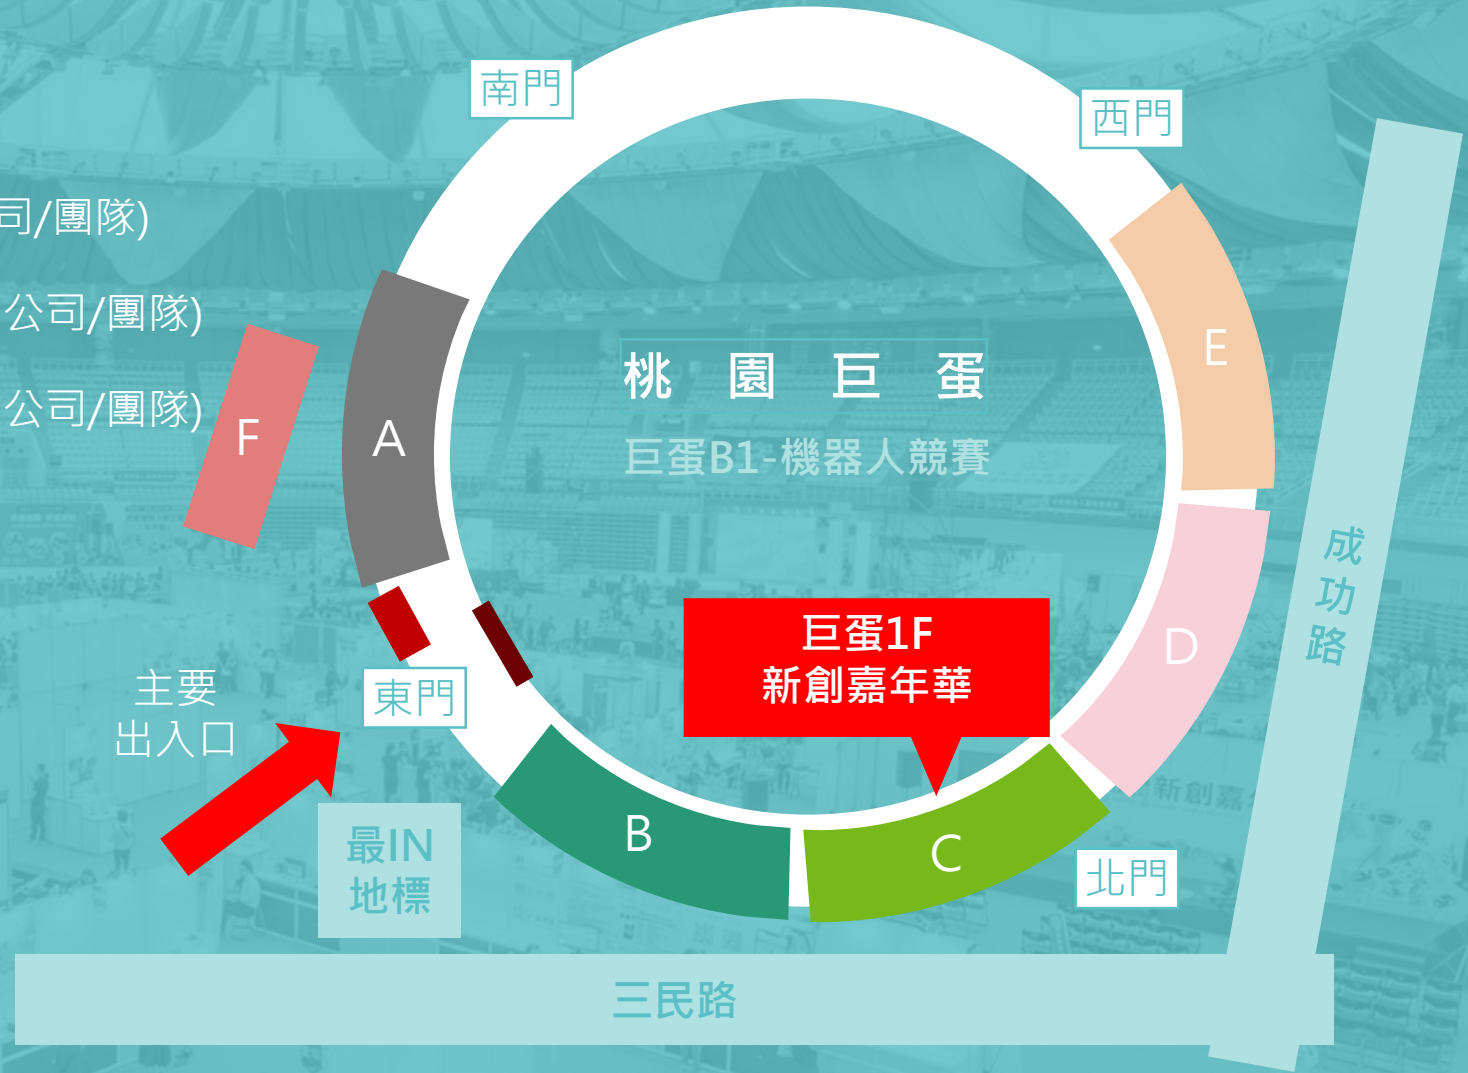 南門
西門
司/團隊)
公司/團隊)
公司/團隊)
F
A
E
桃園巨蛋
巨蛋B1-機器人競賽
成功路
巨蛋1F
新創嘉年華
D
東門
主要
出入口
最IN
地標
B
C
北門
新創嘉
三民路